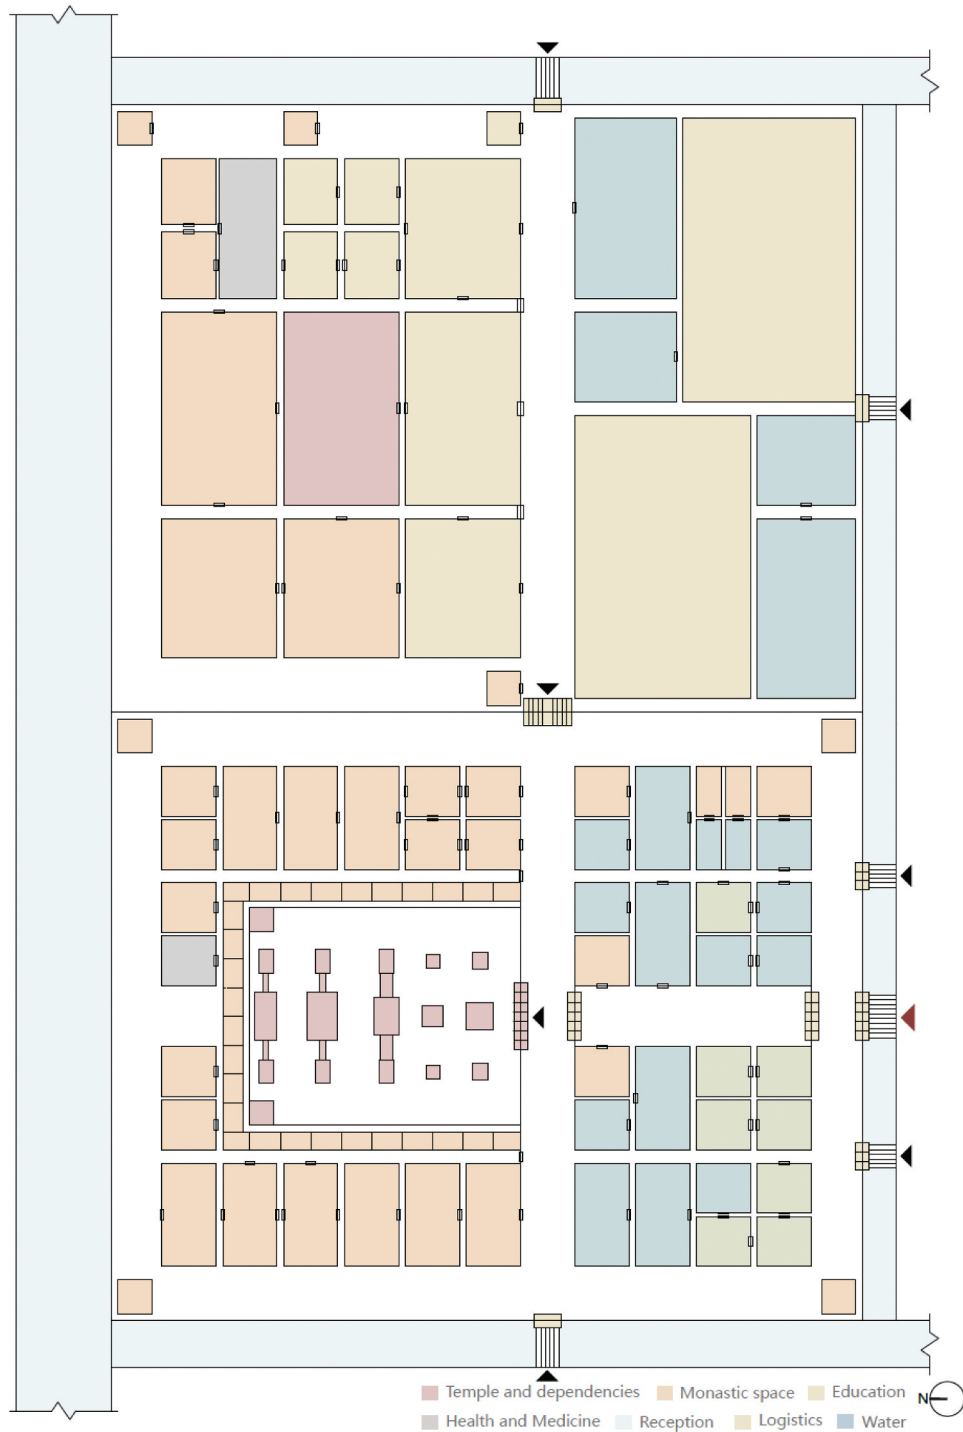 Temple and dependencies Monastic space Education N
Health and Medicine Reception Logistics Water